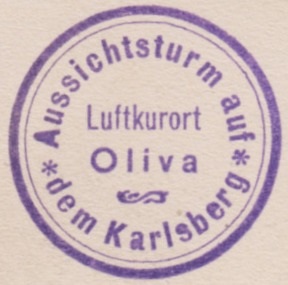 Aussichtsturm auf
Luftkurort
Oliva
* dem Karlsberg *